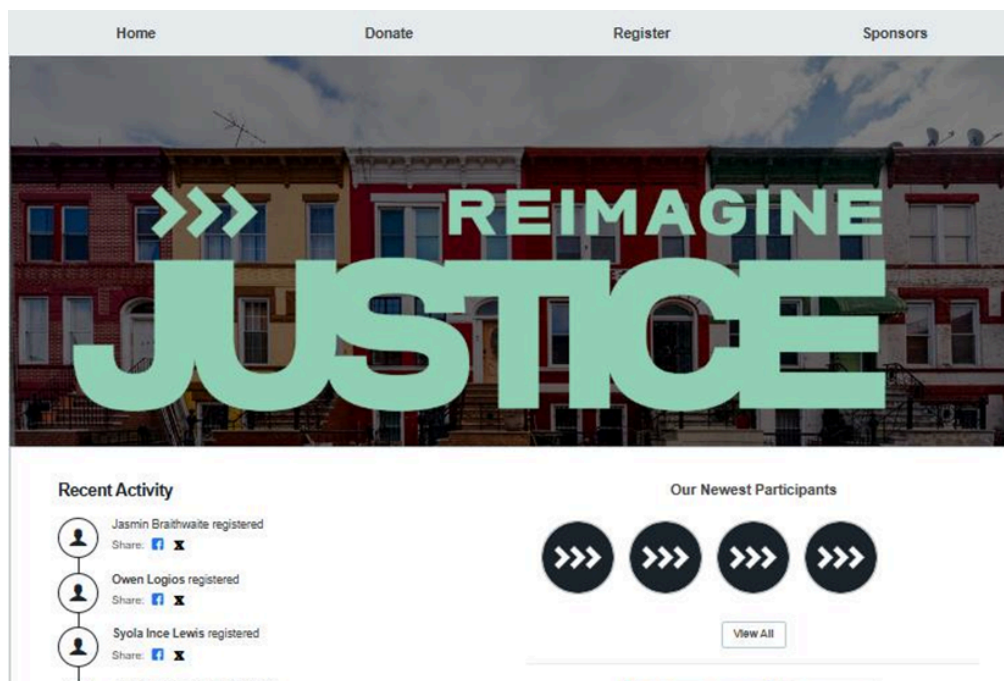 Home Donate Register Sponsors
>>> REIMAGINE
JUSTICE
Recent Activity
Jasmin Braithwaite registered
Share:
Owen Logios registered
Share:
Syola Ince Lewis registered
Share:
Our Newest Participants
>>> >>> >>> >>>
View All